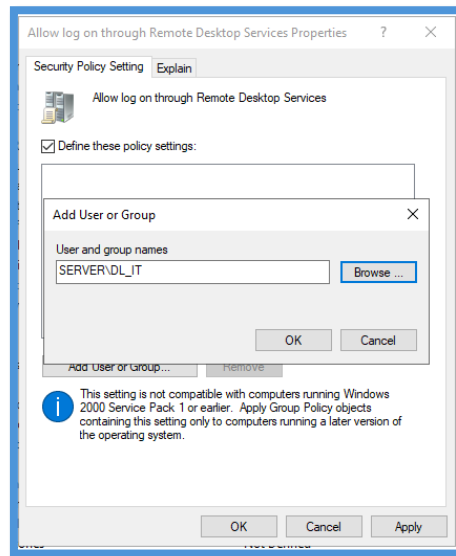 Allow log on through Remote Desktop Services Properties ? ×
Security Policy Setting Explain
Allow log on through Remote Desktop Services
Define these policy settings:
Add User or Group ×
User and group names
SERVER\DL_IT Browse ...
OK Cancel
Add User or Group... Remove
This setting is not compatible with computers running Windows
2000 Service Pack 1 or earlier. Apply Group Policy objects
containing this setting only to computers running a later version of
the operating system.
OK Cancel Apply